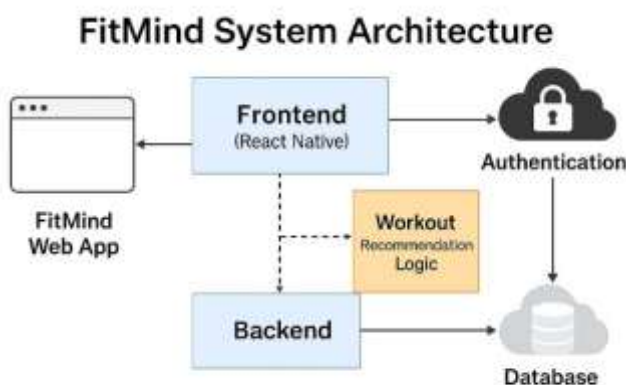 FitMind System Architecture
Frontend
(React Native)
Authentication
FitMind
Web App
Workout
Recommendation
Logic
Backend
Database